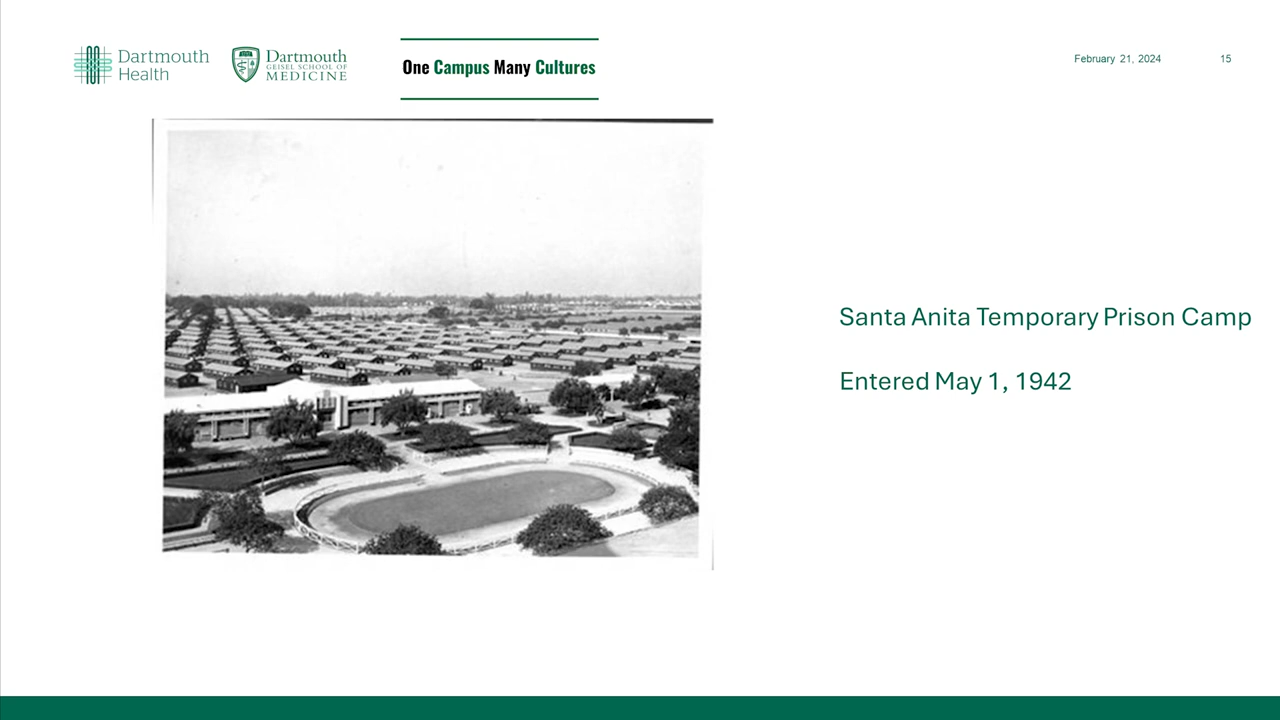 Dartmouth
Health
Dartmouth
GEISEL SCHOOL OF
MEDICINE
One Campus Many Cultures
February 21, 2024
15
Santa Anita Temporary Prison Camp
Entered May 1, 1942